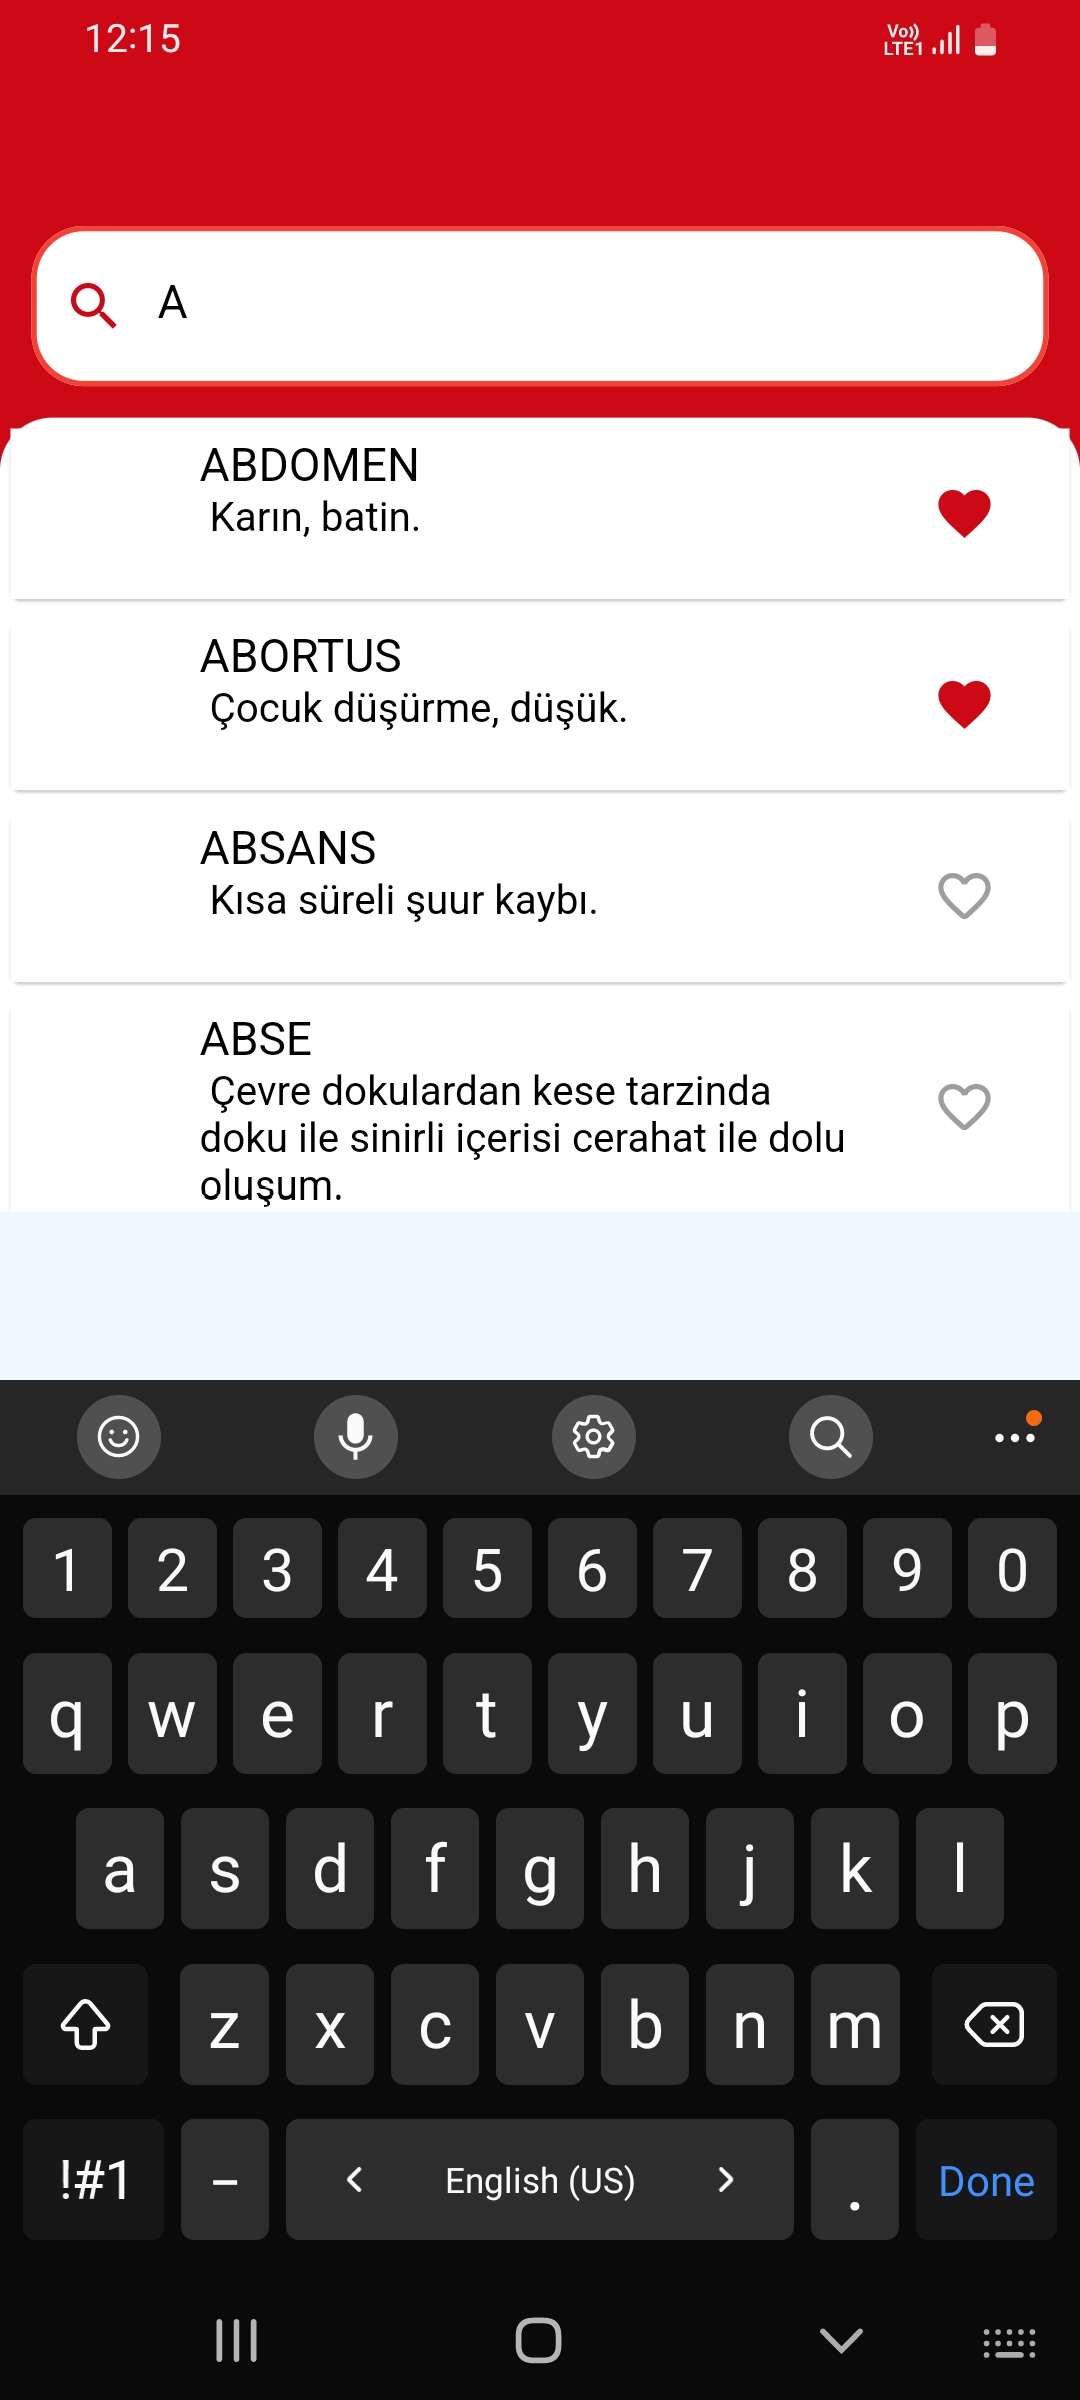 12:15
Vo))
LTE1
A
ABDOMEN
Karın, batin.
ABORTUS
Çocuk düşürme, düşük.
ABSANS
Kısa süreli şuur kaybı.
ABSE
Çevre dokulardan kese tarzinda
doku ile sinirli içerisi cerahat ile dolu
oluşum.
1 2 3 4 5 6 7 8 9 0
q w e r t y u i o p
a s d f g h j k l
z x c v b n m
!#1 – < English (US) > . Done